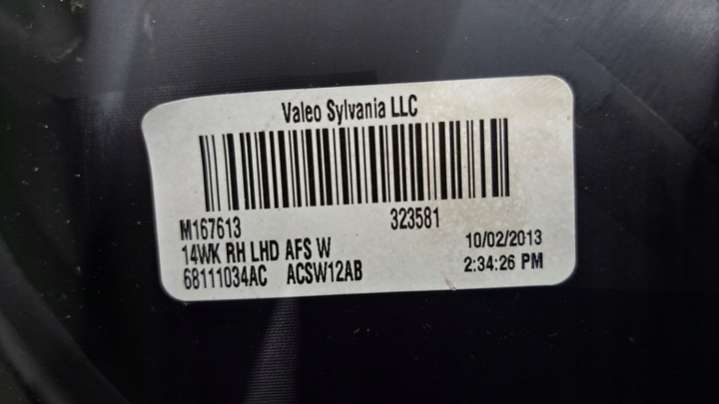 Valeo Sylvania LLC
M167613 323581
14WK RH LHD AFS W 10/02/2013
68111034AC ACSW12AB 2:34:26 PM